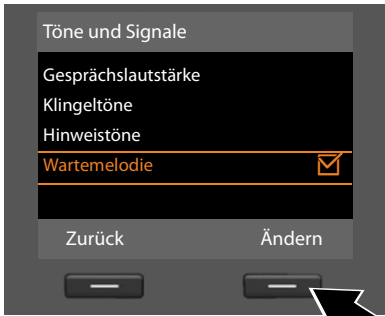 Töne und Signale
Gesprächslautstärke
Klingeltöne
Hinweistöne
Wartemelodie
Zurück Ändern